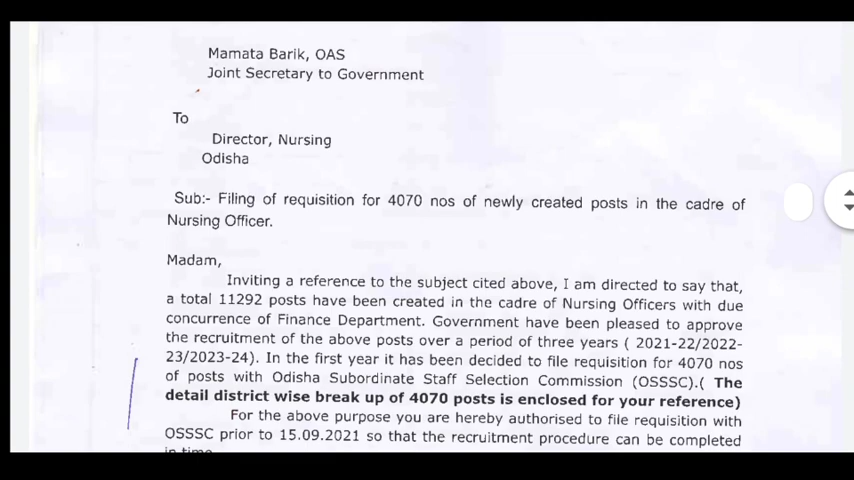 Mamata Barik, OAS
Joint Secretary to Government
To
Director, Nursing
Odisha
Sub:- Filing of requisition for 4070 nos of newly created posts in the cadre of
Nursing Officer.
Madam,
Inviting a reference to the subject cited above, I am directed to say that,
a total 11292 posts have been created in the cadre of Nursing Officers with due
concurrence of Finance Department. Government have been pleased to approve
the recruitment of the above posts over a period of three years ( 2021-22/2022-
23/2023-24). In the first year it has been decided to file requisition for 4070 nos
of posts with Odisha Subordinate Staff Selection Commission (OSSSC).( The
detail district wise break up of 4070 posts is enclosed for your reference)
For the above purpose you are hereby authorised to file requisition with
OSSSC prior to 15.09.2021 so that the recruitment procedure can be completed
in time